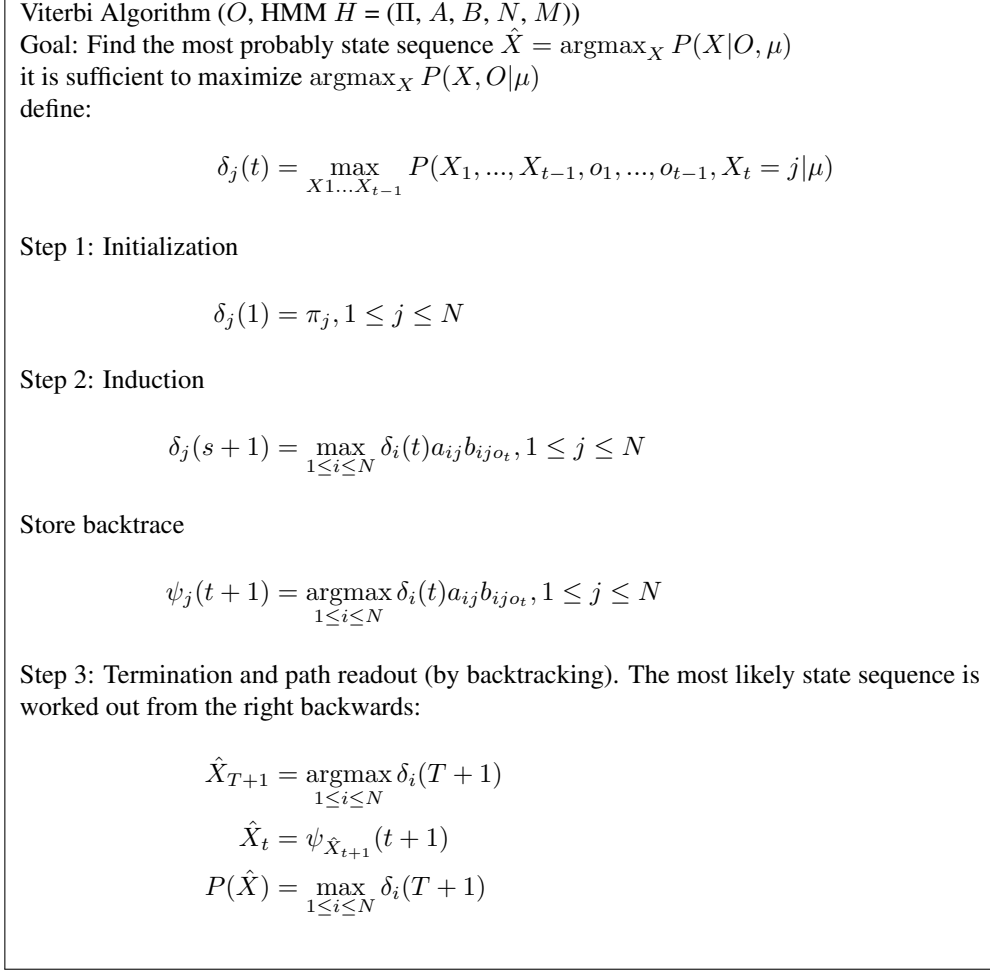 Viterbi Algorithm (O, HMM H = (Π, A, B, N, M))
Goal: Find the most probably state sequence X̂ = argmax_X P(X|O, μ)
it is sufficient to maximize argmax_X P(X, O|μ)
define:
δ_j(t) = max_{X1...X_{t−1}} P(X_1, ..., X_{t−1}, o_1, ..., o_{t−1}, X_t = j|μ)
Step 1: Initialization
δ_j(1) = π_j, 1 ≤ j ≤ N
Step 2: Induction
δ_j(s + 1) = max_{1≤i≤N} δ_i(t)a_{ij}b_{ijo_t}, 1 ≤ j ≤ N
Store backtrace
ψ_j(t + 1) = argmax_{1≤i≤N} δ_i(t)a_{ij}b_{ijo_t}, 1 ≤ j ≤ N
Step 3: Termination and path readout (by backtracking). The most likely state sequence is
worked out from the right backwards:
X̂_{T+1} = argmax_{1≤i≤N} δ_i(T + 1)
X̂_t = ψ_{X̂_{t+1}}(t + 1)
P(X̂) = max_{1≤i≤N} δ_i(T + 1)